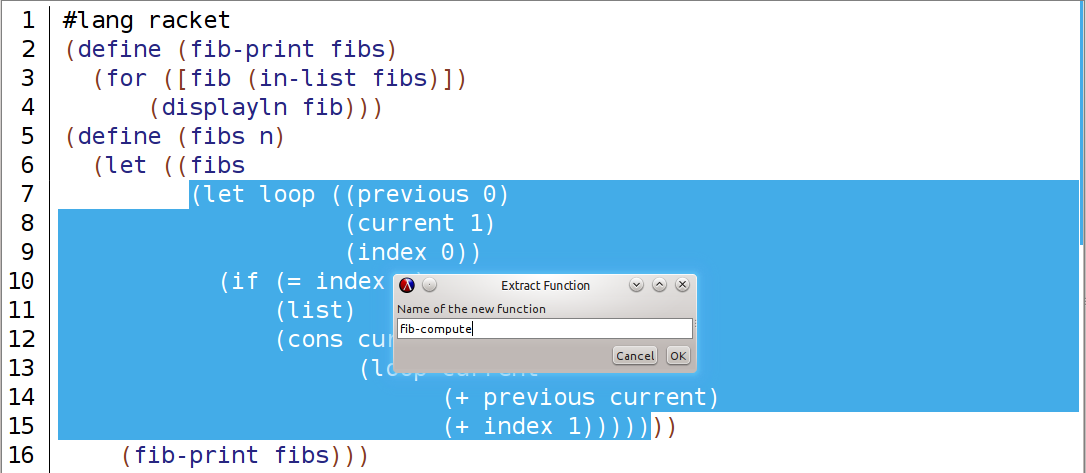 1 #lang racket
2 (define (fib-print fibs)
3 (for ([fib (in-list fibs)])
4 (displayln fib)))
5 (define (fibs n)
6 (let ((fibs
7 (let loop ((previous 0)
8 (current 1)
9 (index 0))
10 (if (= index
11 (list)
12 (cons
13 (loop current
14 (+ previous current)
15 (+ index 1)))))))
16 (fib-print fibs)))
Extract Function
Name of the new function
fib-compute
Cancel OK